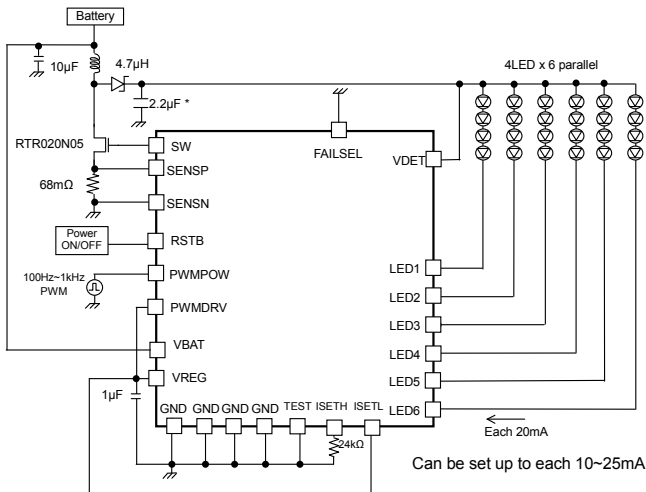 Battery
4.7μH
10μF
2.2μF *
4LED x 6 parallel
RTR020N05
SW
FAILSEL
VDET
SENSP
68mΩ
SENSN
Power
ON/OFF
RSTB
100Hz~1kHz
PWM
PWMPOW
PWMDRV
VBAT
VREG
1μF
GND GND GND GND TEST ISETH ISETL
24kΩ
LED1
LED2
LED3
LED4
LED5
LED6
Each 20mA
Can be set up to each 10~25mA